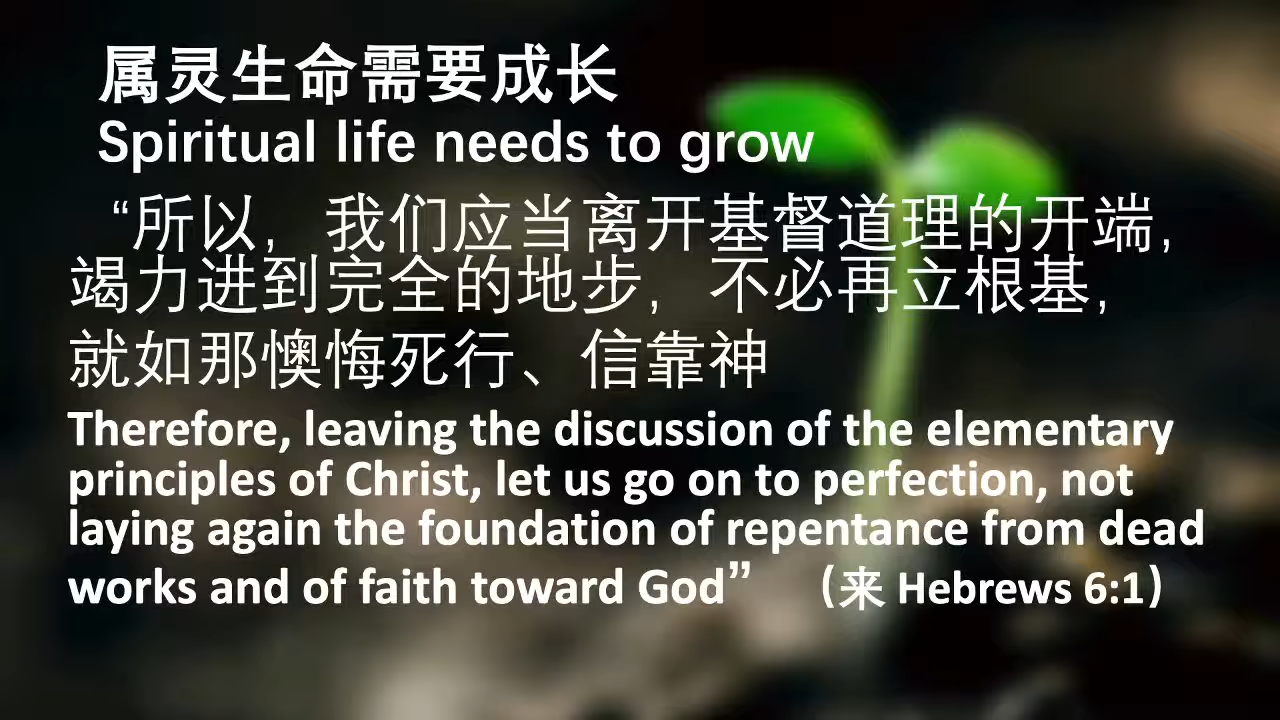 属灵生命需要成长
Spiritual life needs to grow
“所以，我们应当离开基督道理的开端，
竭力进到完全的地步，不必再立根基，
就如那懊悔死行、信靠神
Therefore, leaving the discussion of the elementary
principles of Christ, let us go on to perfection, not
laying again the foundation of repentance from dead
works and of faith toward God” （来 Hebrews 6:1）